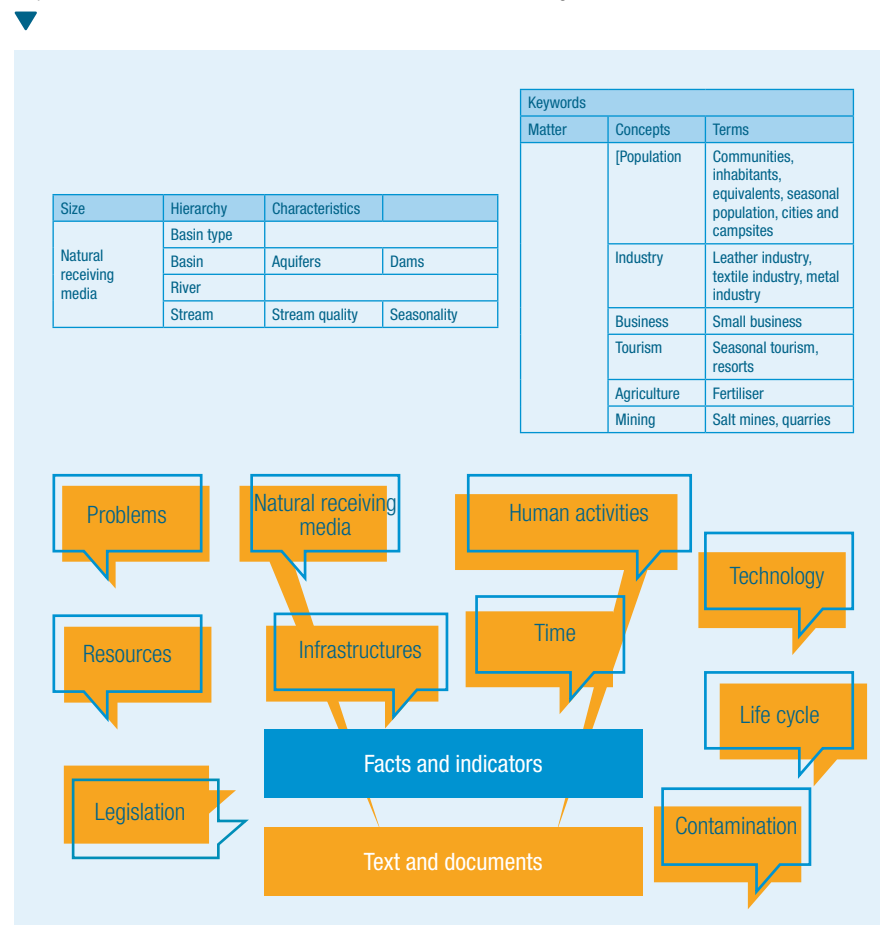 Keywords
Matter Concepts Terms
[Population Communities,
inhabitants,
equivalents, seasonal
population, cities and
campsites
Industry Leather industry,
textile industry, metal
industry
Business Small business
Tourism Seasonal tourism,
resorts
Agriculture Fertiliser
Mining Salt mines, quarries
Size Hierarchy Characteristics
Natural
receiving
media
Basin type
Basin Aquifers Dams
River
Stream Stream quality Seasonality
Problems
Natural receiving
media
Human activities
Technology
Resources
Infrastructures
Time
Life cycle
Facts and indicators
Legislation
Contamination
Text and documents